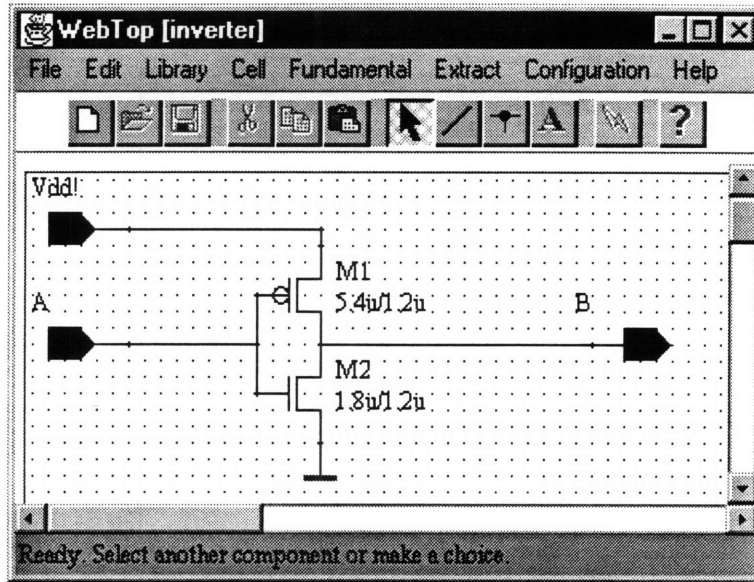 WebTop [inverter]
File Edit Library Cell Fundamental Extract Configuration Help
A ?
Vdd!
M1
A 5.4u/1.2u B
M2
1.8u/1.2u
Ready. Select another component or make a choice.